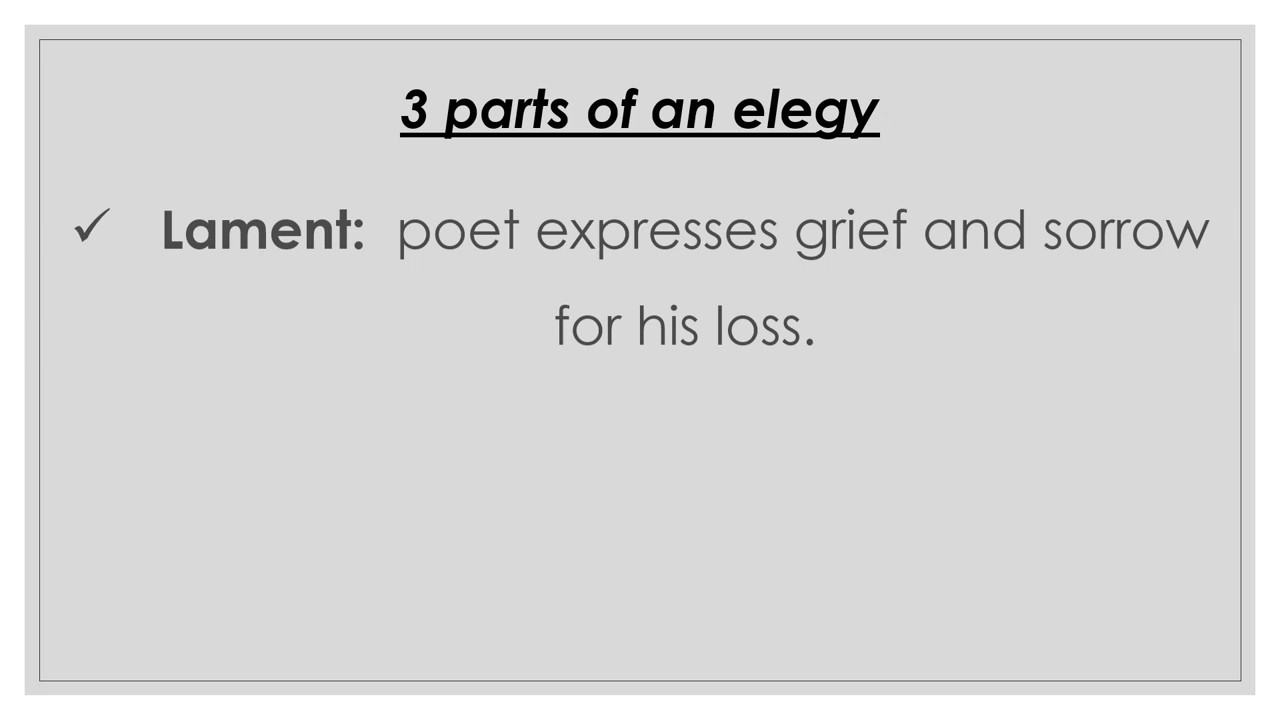 3 parts of an elegy
✓ Lament: poet expresses grief and sorrow
for his loss.